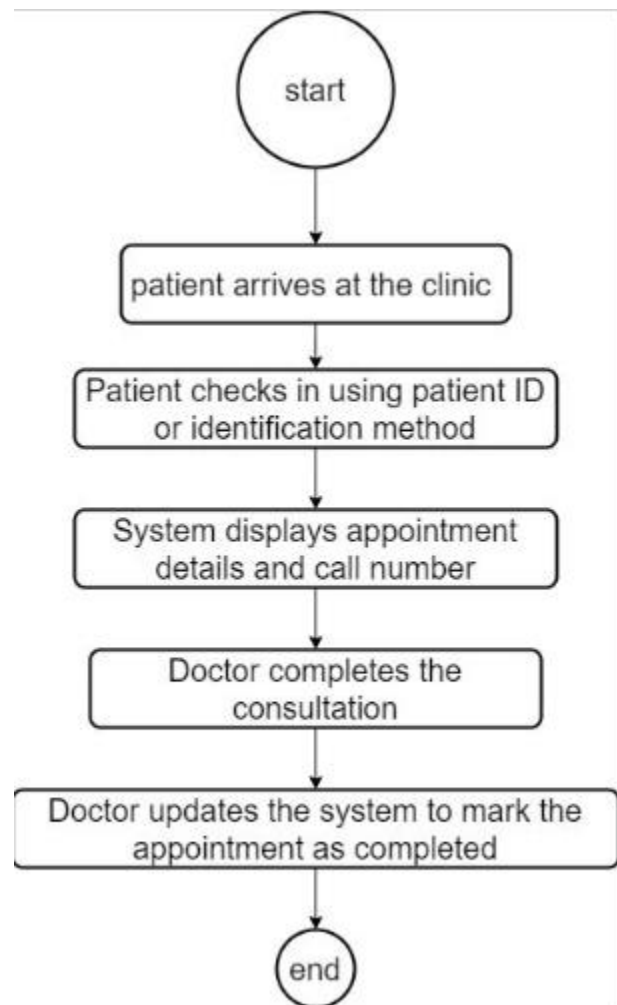 start
patient arrives at the clinic
Patient checks in using patient ID
or identification method
System displays appointment
details and call number
Doctor completes the
consultation
Doctor updates the system to mark the
appointment as completed
end